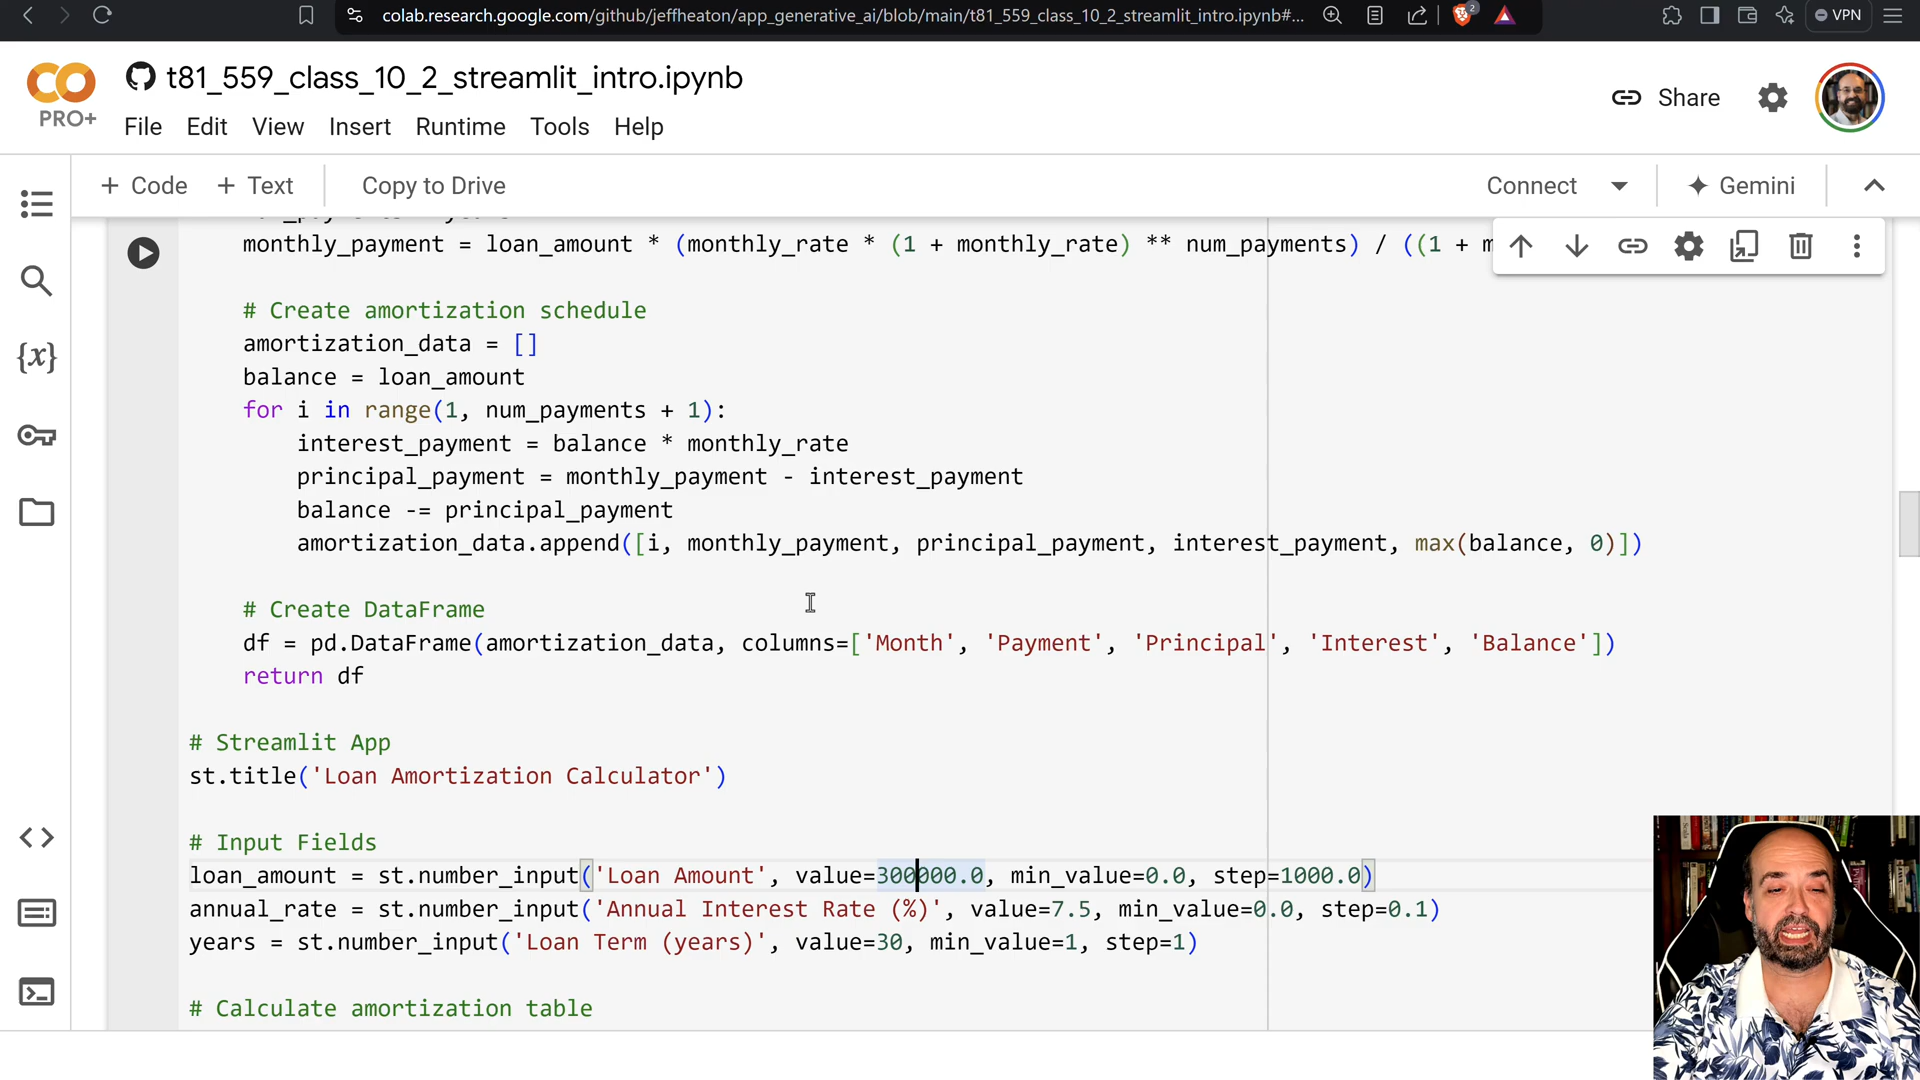 colab.research.google.com/github/jeffheaton/app_generative_ai/blob/main/t81_559_class_10_2_streamlit_intro.ipynb#...
2
VPN
CO
PRO+
t81_559_class_10_2_streamlit_intro.ipynb
Share
File Edit View Insert Runtime Tools Help
+ Code + Text Copy to Drive Connect Gemini
monthly_payment = loan_amount * (monthly_rate * (1 + monthly_rate) ** num_payments) / ((1 + m
# Create amortization schedule
amortization_data = []
balance = loan_amount
for i in range(1, num_payments + 1):
interest_payment = balance * monthly_rate
principal_payment = monthly_payment - interest_payment
balance -= principal_payment
amortization_data.append([i, monthly_payment, principal_payment, interest_payment, max(balance, 0)])
# Create DataFrame
df = pd.DataFrame(amortization_data, columns=['Month', 'Payment', 'Principal', 'Interest', 'Balance'])
return df
# Streamlit App
st.title('Loan Amortization Calculator')
# Input Fields
loan_amount = st.number_input('Loan Amount', value=300000.0, min_value=0.0, step=1000.0)
annual_rate = st.number_input('Annual Interest Rate (%)', value=7.5, min_value=0.0, step=0.1)
years = st.number_input('Loan Term (years)', value=30, min_value=1, step=1)
# Calculate amortization table